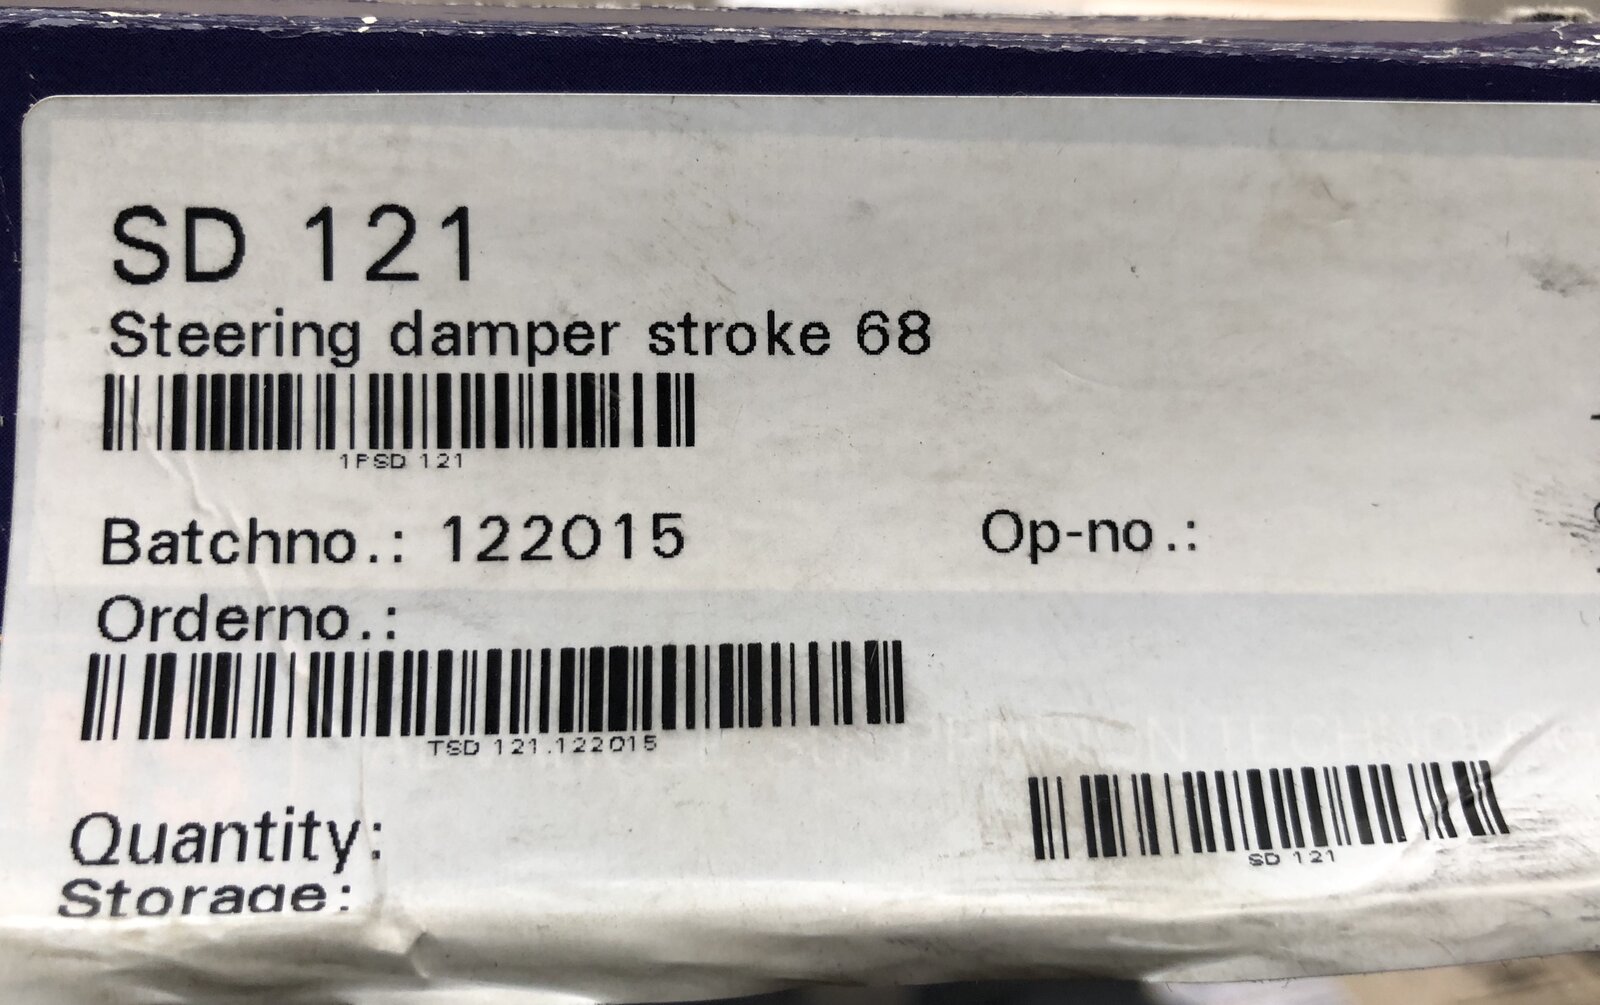 SD 121
Steering damper stroke 68
1PSD 121
Batchno.: 122015
Op-no.:
Orderno.:
TSD 121.122015
SD 121
Quantity:
Storage: